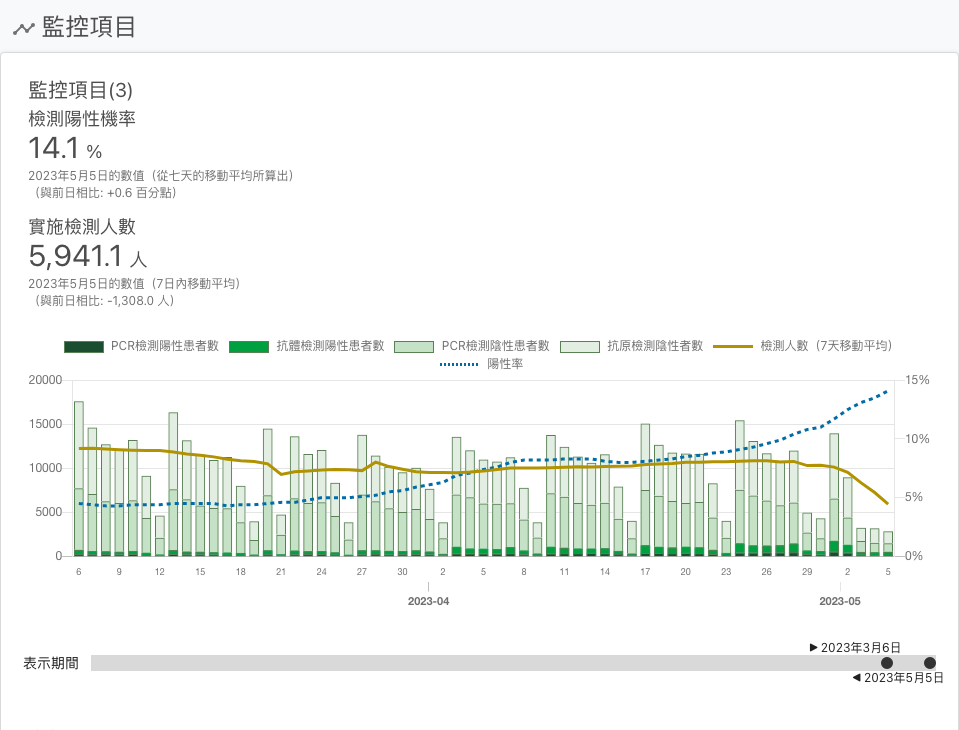 監控項目
監控項目(3)
檢測陽性機率
14.1 %
2023年5月5日的數值（從七天的移動平均所算出）
（與前日相比: +0.6 百分點）
實施檢測人數
5,941.1 人
2023年5月5日的數值（7日內移動平均）
（與前日相比: -1,308.0 人）
PCR檢測陽性患者數 抗體檢測陽性患者數 PCR檢測陰性患者數 抗原檢測陰性者數 檢測人數（7天移動平均）
陽性率
20000 15%
15000
10000 10%
5000 5%
0 0%
6 9 12 15 18 21 24 27 30 2 5 8 11 14 17 20 23 26 29 2 5
2023-04 2023-05
▶ 2023年3月6日
表示期間
◀ 2023年5月5日